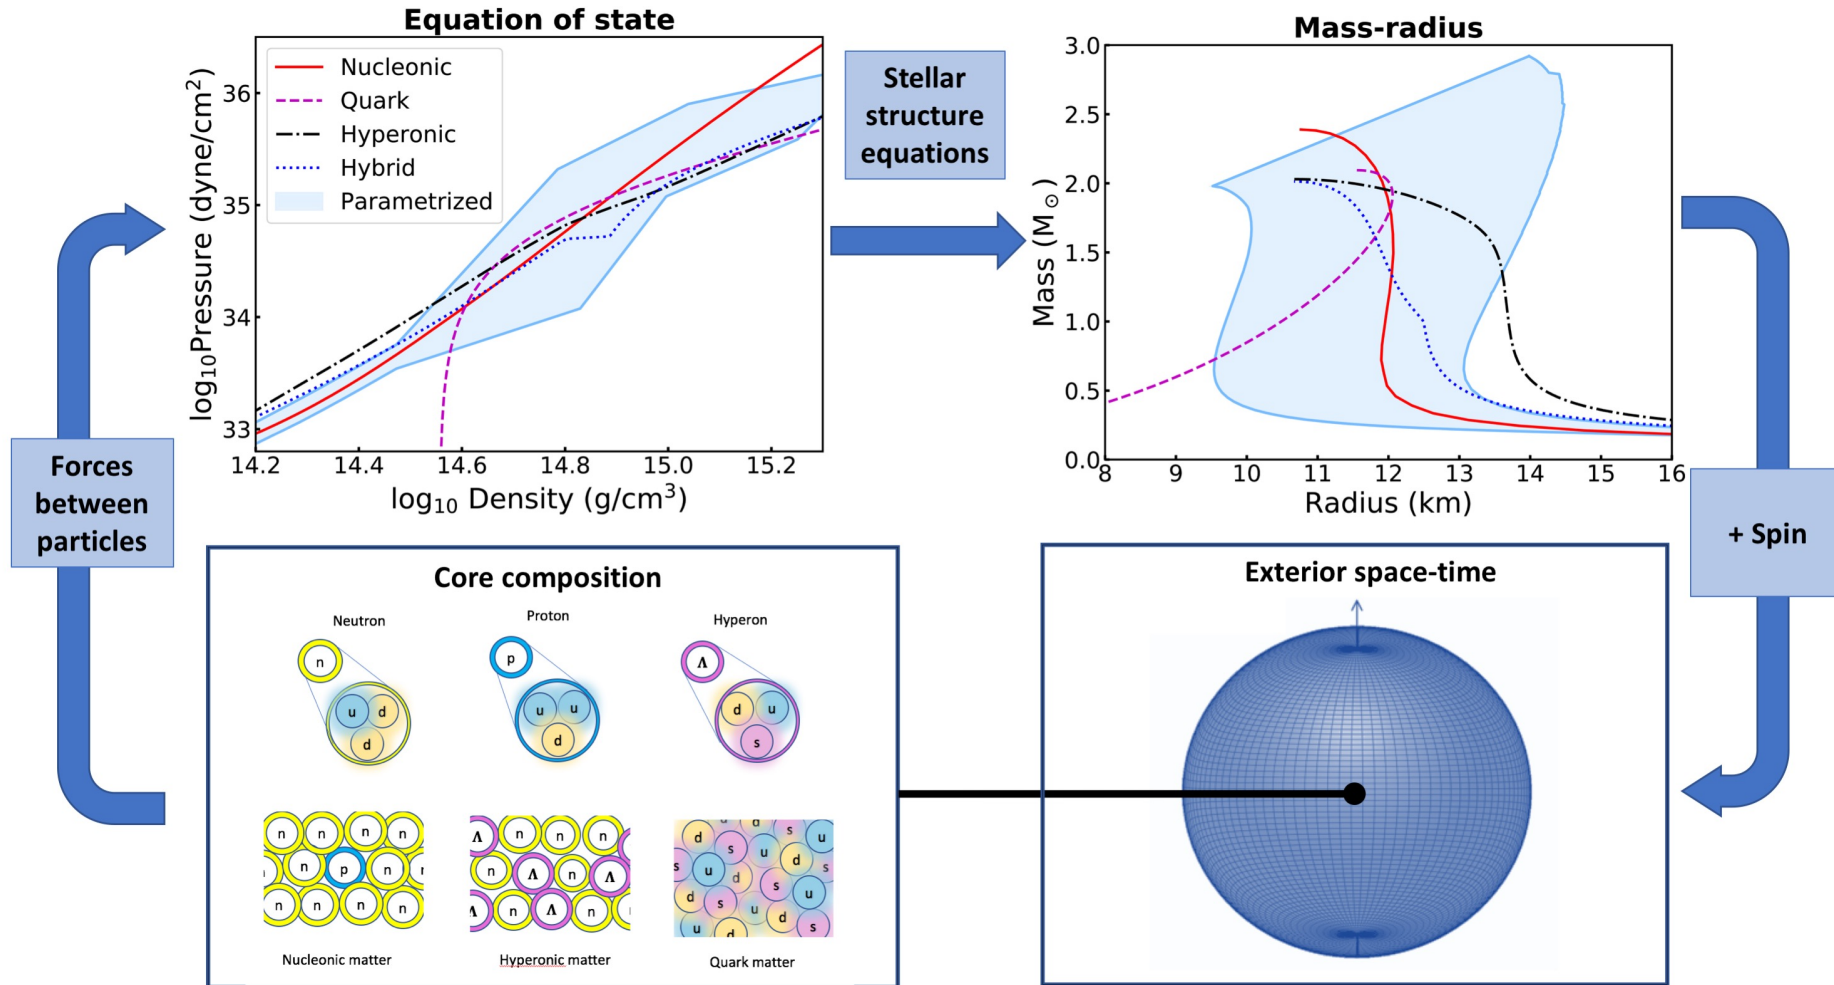 Equation of state
log10Pressure (dyne/cm²)
36
35
34
33
Nucleonic
Quark
Hyperonic
Hybrid
Parametrized
14.2 14.4 14.6 14.8 15.0 15.2
log10 Density (g/cm³)
Stellar
structure
equations
Mass-radius
Mass (M⊙)
3.0
2.5
2.0
1.5
1.0
0.5
0.0
8 9 10 11 12 13 14 15 16
Radius (km)
Forces
between
particles
+ Spin
Core composition
Neutron Proton Hyperon
n p Λ
u d u u d u
d d s
n n n n
n p n
n n n n
Λ n n n
n Λ n Λ
Λ n Λ n
d u d s u
s s u d s
u d s u
d s u d
u d s
Nucleonic matter Hyperonic matter Quark matter
Exterior space-time